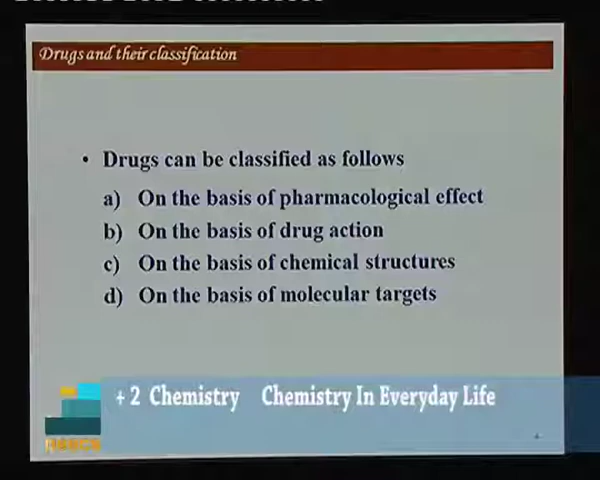 Drugs and their classification
• Drugs can be classified as follows
a) On the basis of pharmacological effect
b) On the basis of drug action
c) On the basis of chemical structures
d) On the basis of molecular targets
+ 2 Chemistry Chemistry In Everyday Life